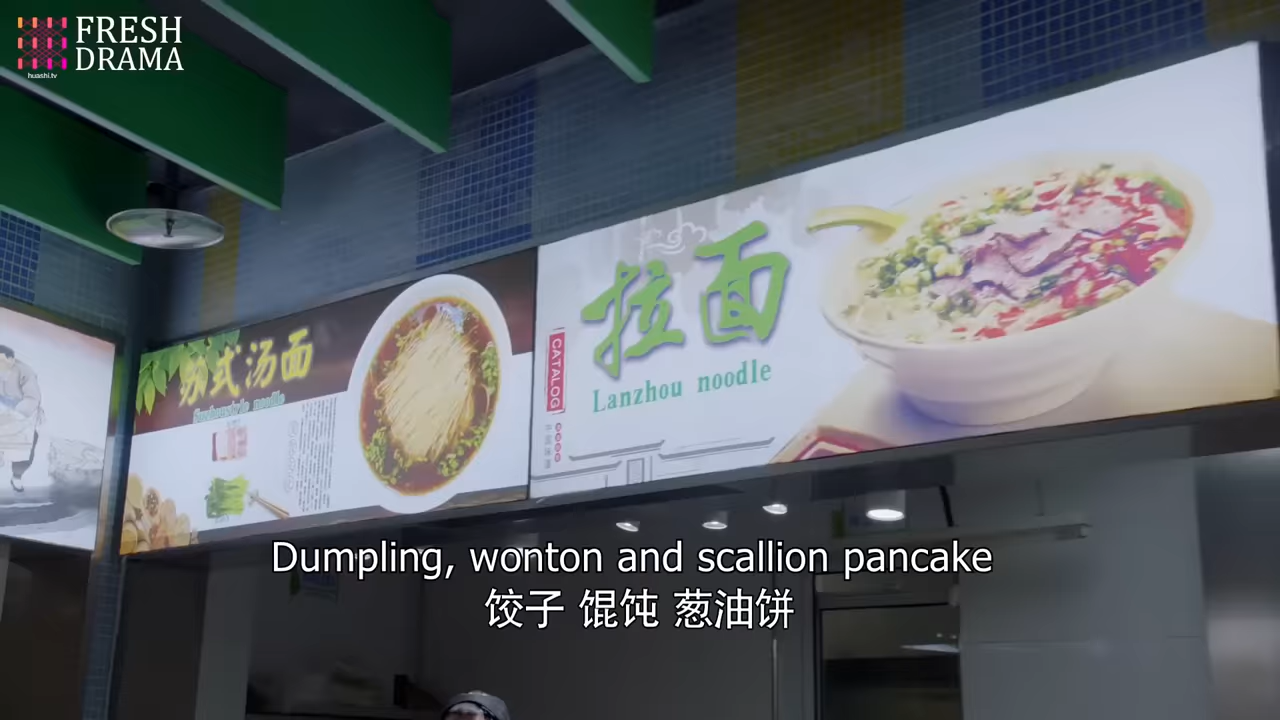 FRESH
DRAMA
huashi.tv
苏式汤面
拉面
CATALOG
Lanzhou noodle
Dumpling, wonton and scallion pancake
饺子 馄饨 葱油饼